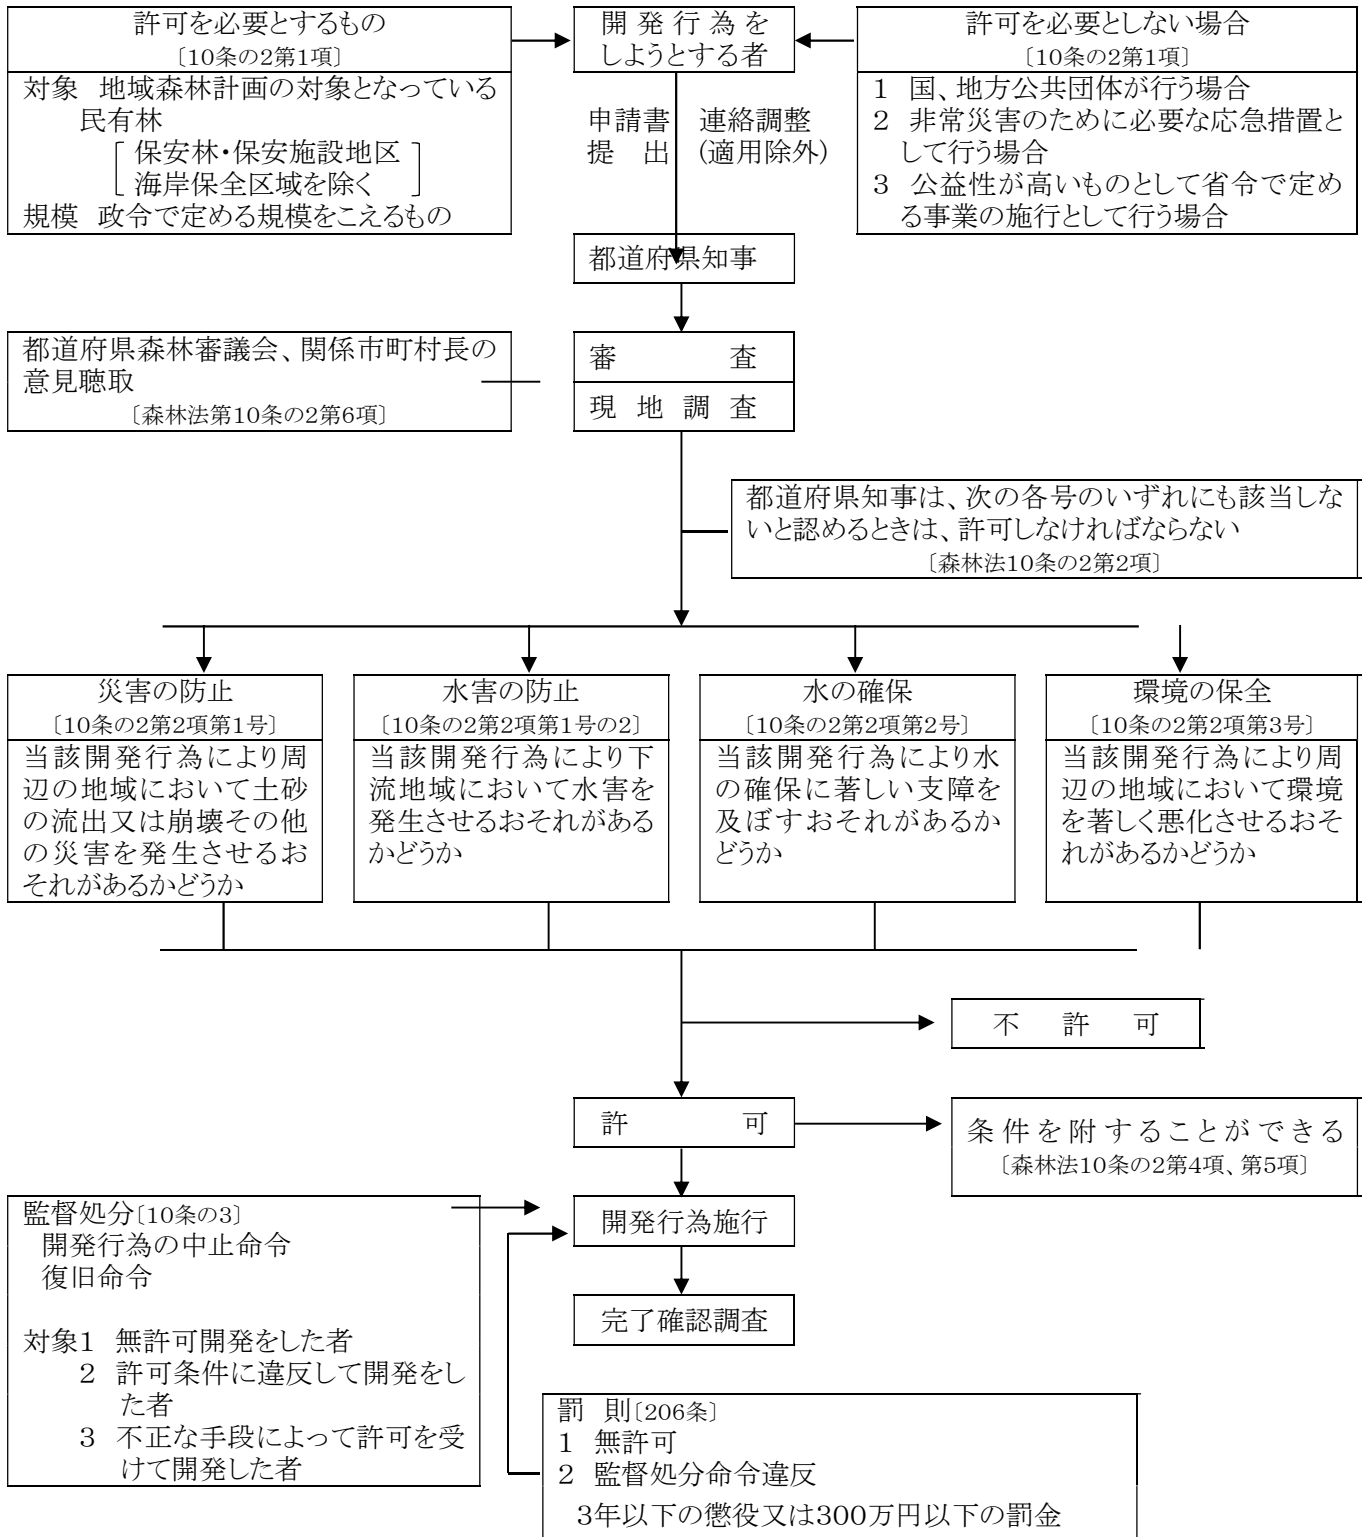 許可を必要とするもの
〔10条の2第1項〕
対象　地域森林計画の対象となっている
民有林
保安林・保安施設地区
海岸保全区域を除く
規模　政令で定める規模をこえるもの
開発行為を
しようとする者
許可を必要としない場合
〔10条の2第1項〕
1　国、地方公共団体が行う場合
2　非常災害のために必要な応急措置と
して行う場合
3　公益性が高いものとして省令で定め
る事業の施行として行う場合
申請書
提出
連絡調整
(適用除外)
都道府県知事
都道府県森林審議会、関係市町村長の
意見聴取
〔森林法第10条の2第6項〕
審　査
現地調査
都道府県知事は、次の各号のいずれにも該当しな
いと認めるときは、許可しなければならない
〔森林法10条の2第2項〕
災害の防止
〔10条の2第2項第1号〕
当該開発行為により周
辺の地域において土砂
の流出又は崩壊その他
の災害を発生させるお
それがあるかどうか
水害の防止
〔10条の2第2項第1号の2〕
当該開発行為により下
流地域において水害を
発生させるおそれがある
かどうか
水の確保
〔10条の2第2項第2号〕
当該開発行為により水
の確保に著しい支障を
及ぼすおそれがあるか
どうか
環境の保全
〔10条の2第2項第3号〕
当該開発行為により周
辺の地域において環境
を著しく悪化させるおそ
れがあるかどうか
不　許　可
許　可
条件を附することができる
〔森林法10条の2第4項、第5項〕
監督処分〔10条の3〕
開発行為の中止命令
復旧命令
対象1　無許可開発をした者
2　許可条件に違反して開発をし
た者
3　不正な手段によって許可を受
けて開発した者
開発行為施行
完了確認調査
罰　則〔206条〕
1　無許可
2　監督処分命令違反
3年以下の懲役又は300万円以下の罰金